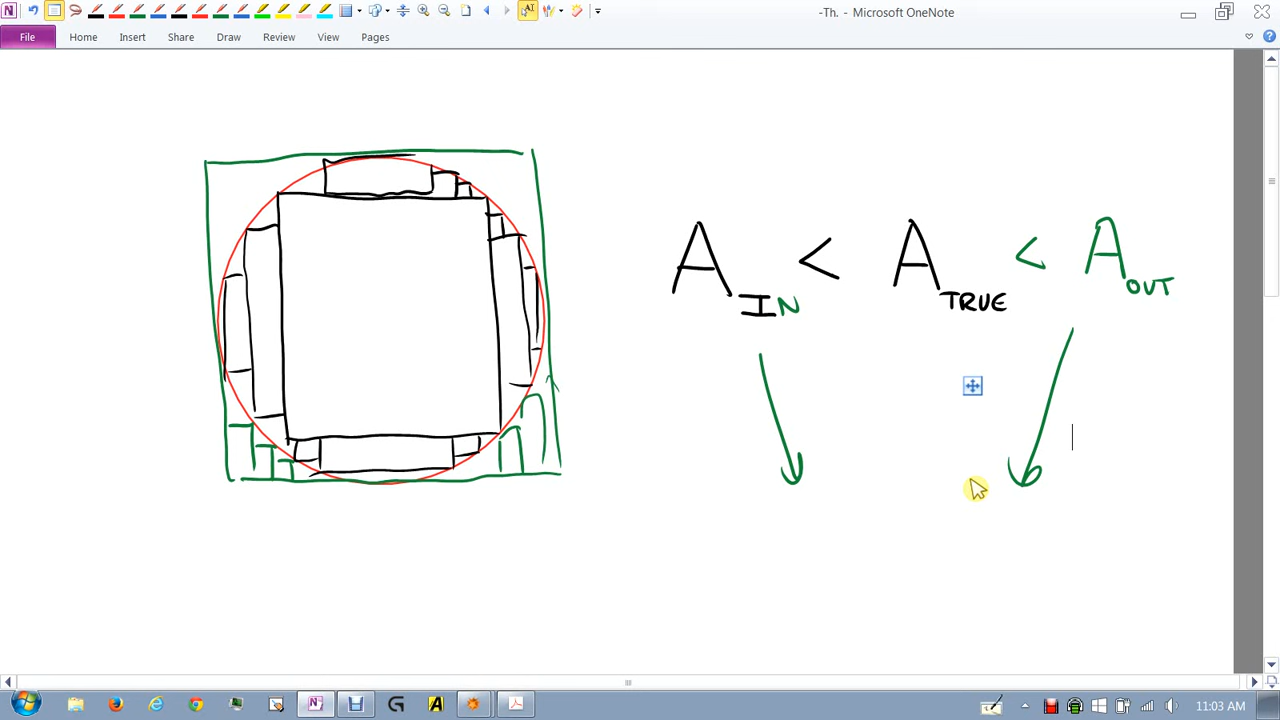 -Th. - Microsoft OneNote
File Home Insert Share Draw Review View Pages
A IN < A TRUE < A OUT
11:03 AM